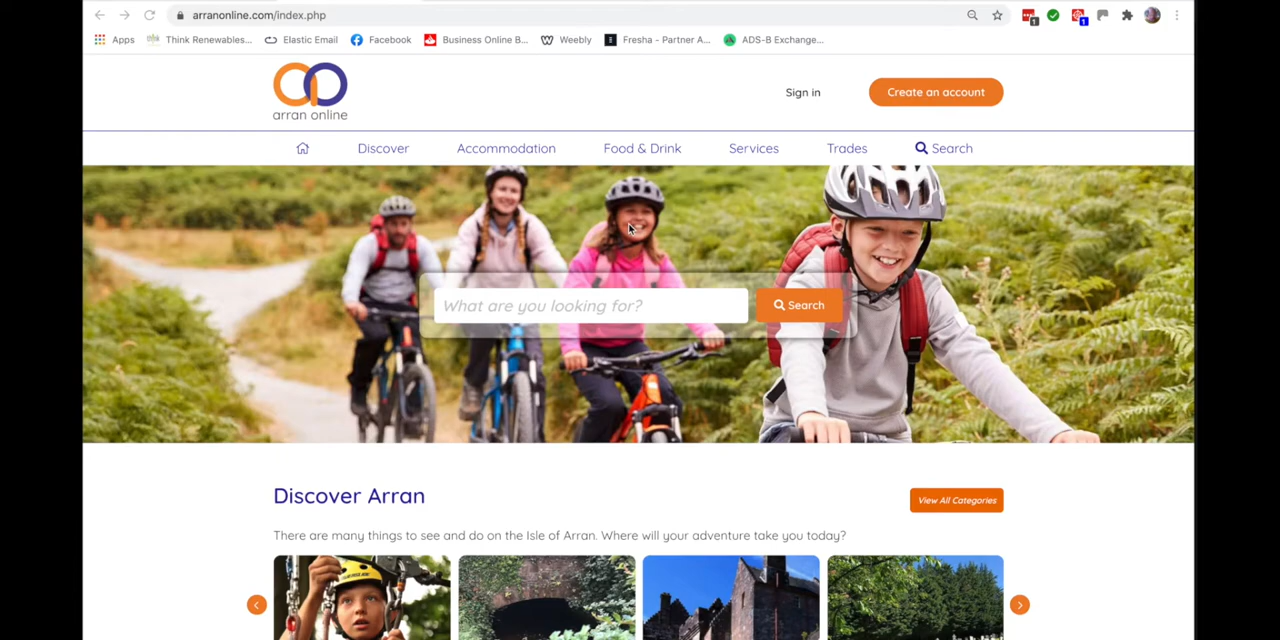 arranonline.com/index.php
1
1
Apps
Think Renewables...
Elastic Email
Facebook
Business Online B...
Weebly
Fresha - Partner A...
ADS-B Exchange...
arran online
Sign in
Create an account
Discover
Accommodation
Food & Drink
Services
Trades
Search
What are you looking for?
Search
Discover Arran
View All Categories
There are many things to see and do on the Isle of Arran. Where will your adventure take you today?